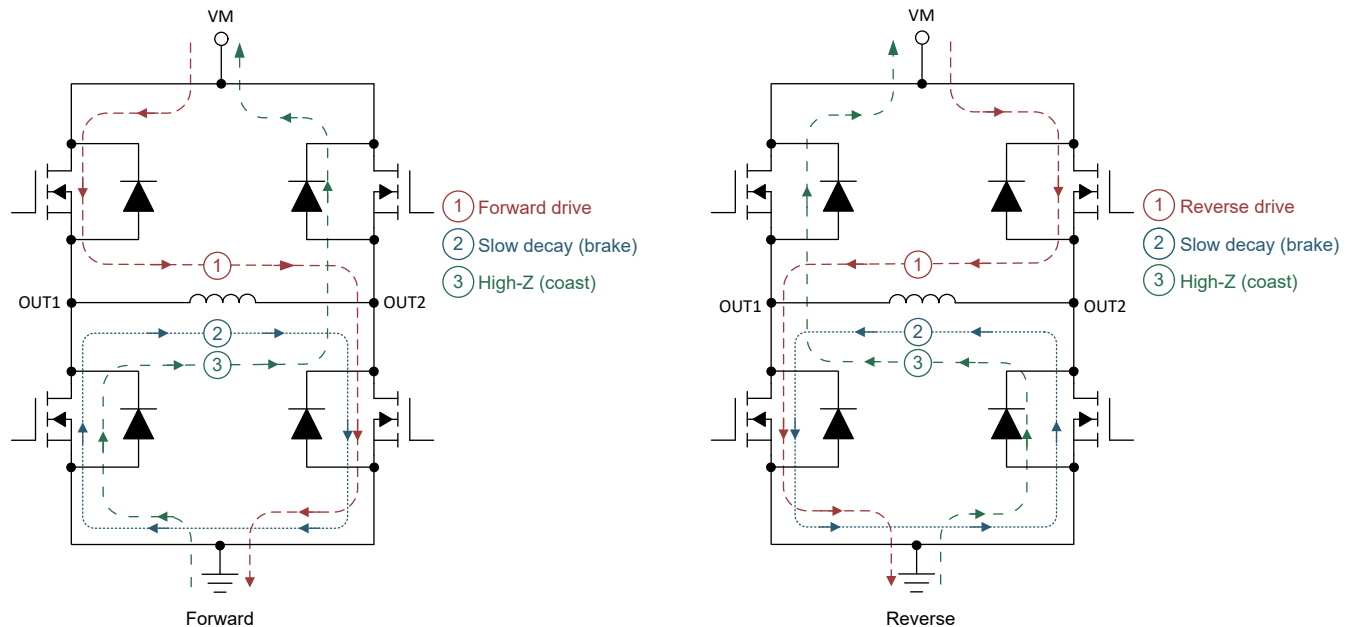 VM
1 Forward drive
2 Slow decay (brake)
3 High-Z (coast)
1
OUT1
OUT2
2
3
Forward
VM
1 Reverse drive
2 Slow decay (brake)
3 High-Z (coast)
1
OUT1
OUT2
2
3
Reverse